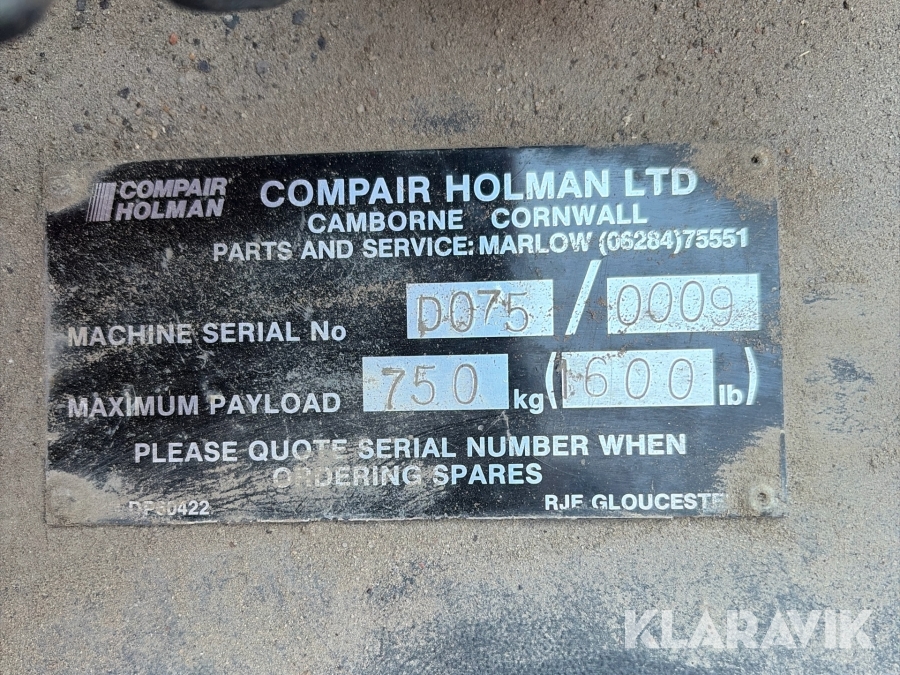 COMPAIR
HOLMAN
COMPAIR HOLMAN LTD
CAMBORNE CORNWALL
PARTS AND SERVICE: MARLOW (06284)75551
MACHINE SERIAL No D075/0009
MAXIMUM PAYLOAD 750 kg (1600 lb)
PLEASE QUOTE SERIAL NUMBER WHEN
ORDERING SPARES
RJF GLOUCESTE
KLARAVIK